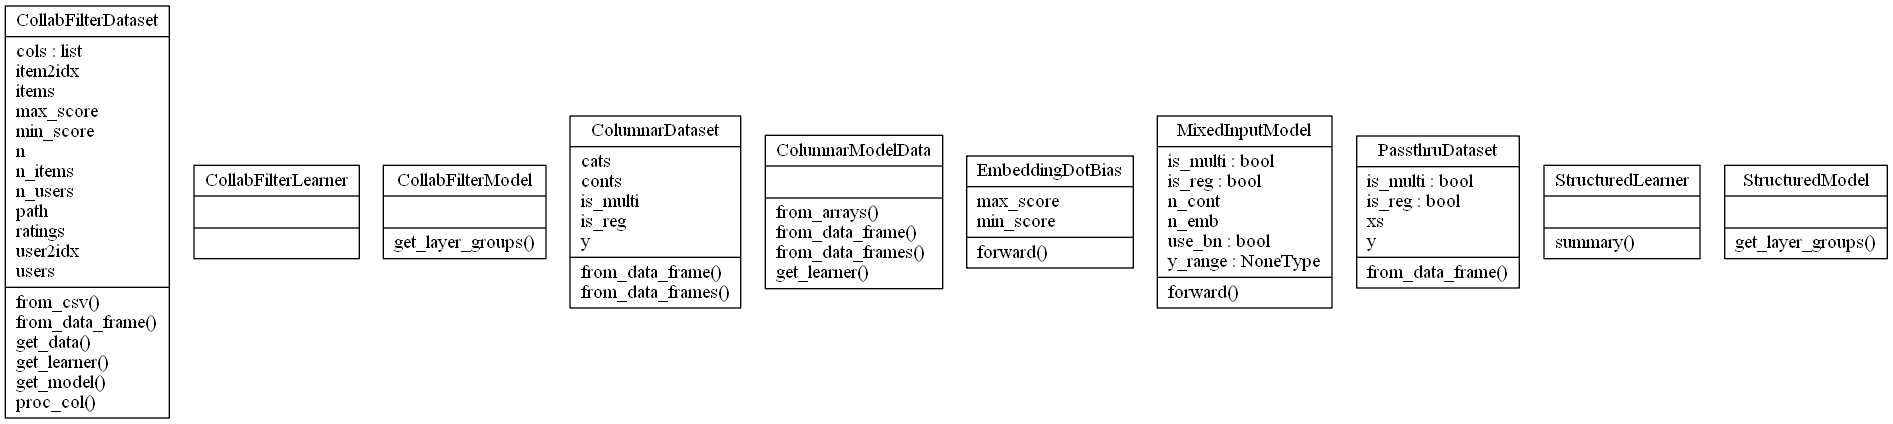 CollabFilterDataset
cols : list
item2idx
items
max_score
min_score
n
n_items
n_users
path
ratings
user2idx
users
from_csv()
from_data_frame()
get_data()
get_learner()
get_model()
proc_col()
CollabFilterLearner
CollabFilterModel
get_layer_groups()
ColumnarDataset
cats
conts
is_multi
is_reg
y
from_data_frame()
from_data_frames()
ColumnarModelData
from_arrays()
from_data_frame()
from_data_frames()
get_learner()
EmbeddingDotBias
max_score
min_score
forward()
MixedInputModel
is_multi : bool
is_reg : bool
n_cont
n_emb
use_bn : bool
y_range : NoneType
forward()
PassthruDataset
is_multi : bool
is_reg : bool
xs
y
from_data_frame()
StructuredLearner
summary()
StructuredModel
get_layer_groups()